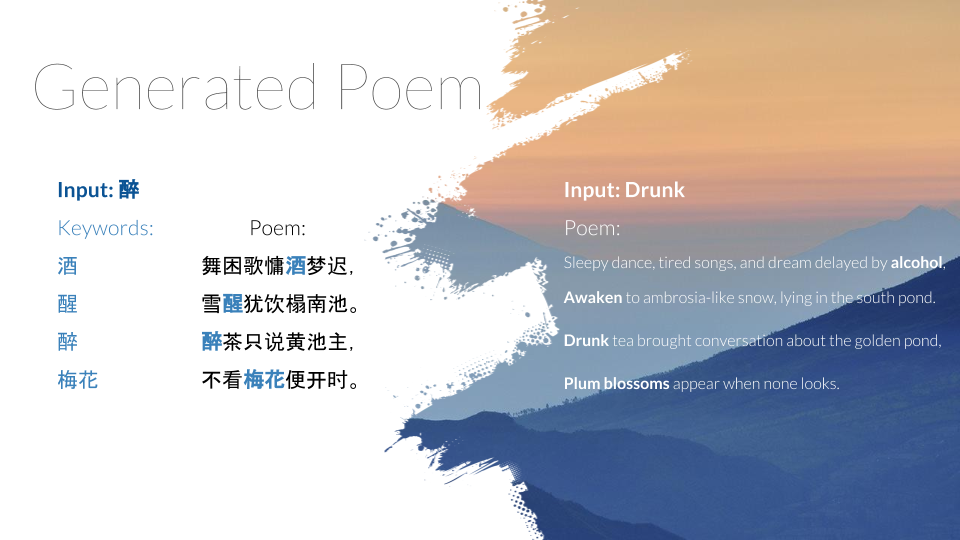 Generated Poem
Input: 醉
Keywords:
Poem:
酒
舞困歌慵酒梦迟,
醒
雪醒犹饮榻南池。
醉
醉茶只说黄池主,
梅花
不看梅花便开时。
Input: Drunk
Poem:
Sleepy dance, tired songs, and dream delayed by alcohol,
Awaken to ambrosia-like snow, lying in the south pond.
Drunk tea brought conversation about the golden pond,
Plum blossoms appear when none looks.